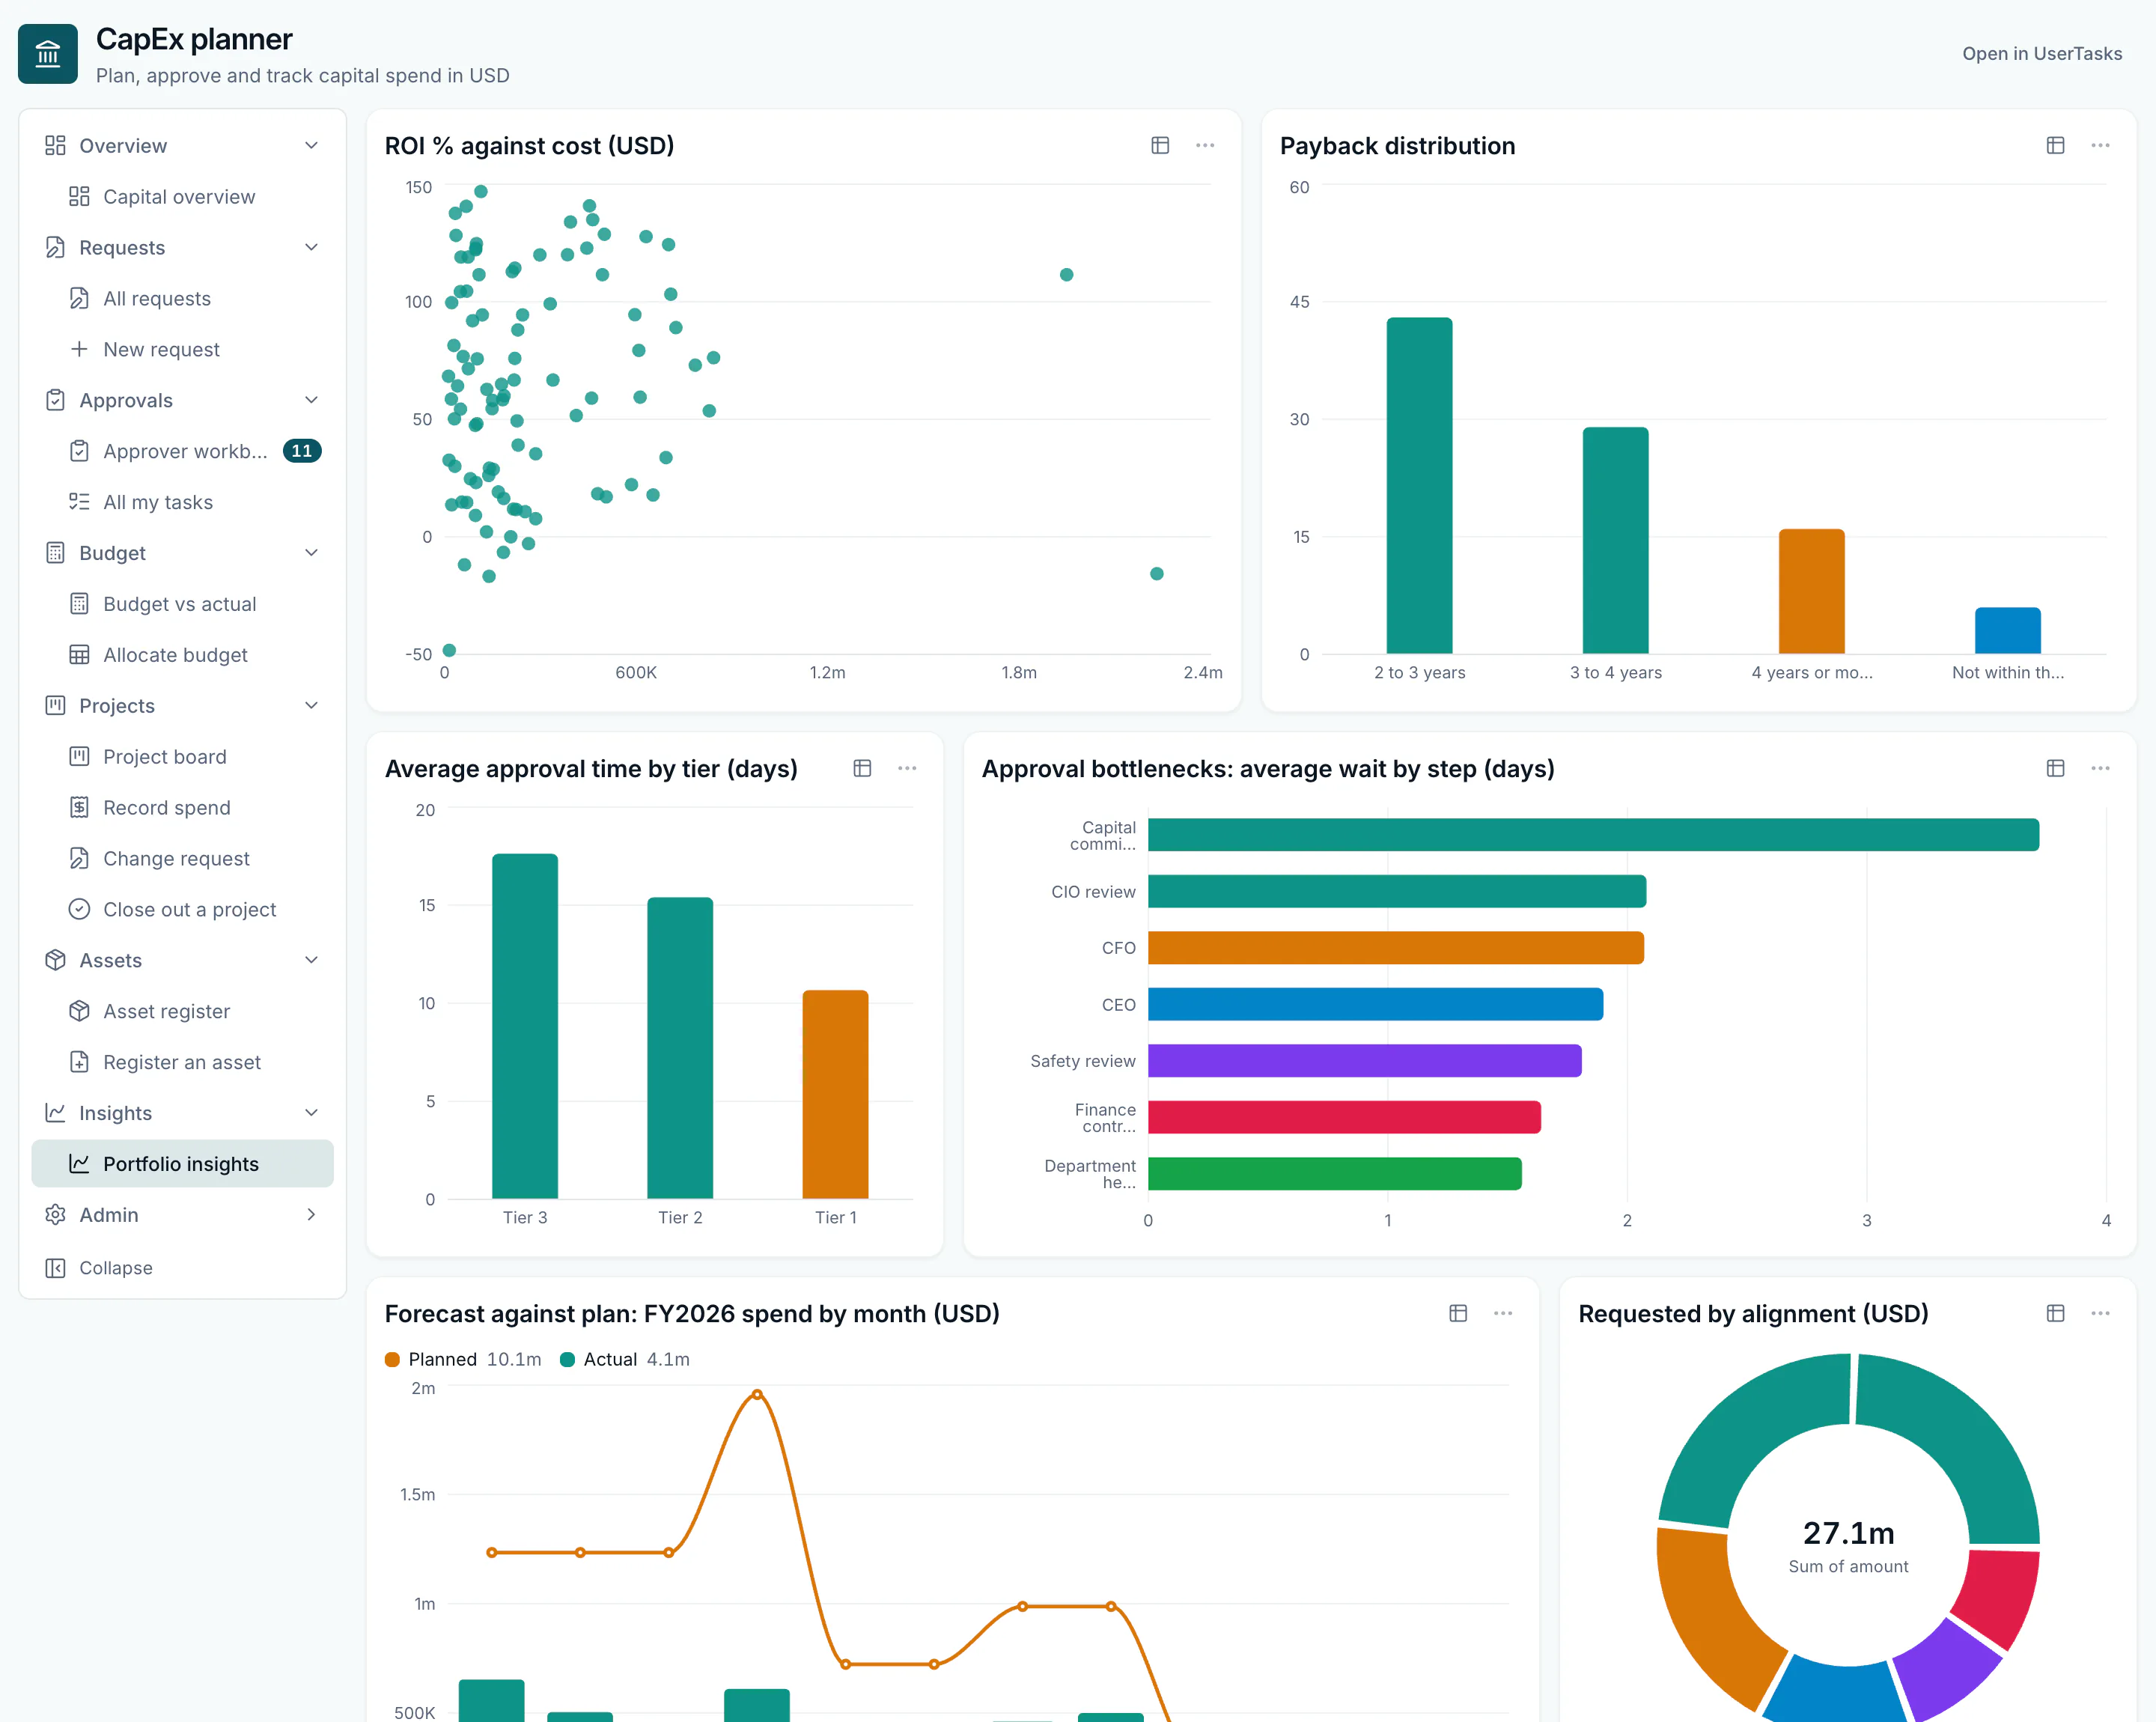 CapEx planner
Plan, approve and track capital spend in USD
Open in UserTasks
Overview
Capital overview
Requests
All requests
New request
Approvals
Approver workb... 11
All my tasks
Budget
Budget vs actual
Allocate budget
Projects
Project board
Record spend
Change request
Close out a project
Assets
Asset register
Register an asset
Insights
Portfolio insights
Admin
Collapse
ROI % against cost (USD)
150
100
50
0
-50
0 600K 1.2m 1.8m 2.4m
Payback distribution
60
45
30
15
0
2 to 3 years 3 to 4 years 4 years or mo... Not within th...
Average approval time by tier (days)
20
15
10
5
0
Tier 3 Tier 2 Tier 1
Approval bottlenecks: average wait by step (days)
Capital
commi...
CIO review
CFO
CEO
Safety review
Finance
contr...
Department
he...
0 1 2 3 4
Forecast against plan: FY2026 spend by month (USD)
Planned 10.1m Actual 4.1m
2m
1.5m
1m
500K
Requested by alignment (USD)
27.1m
Sum of amount